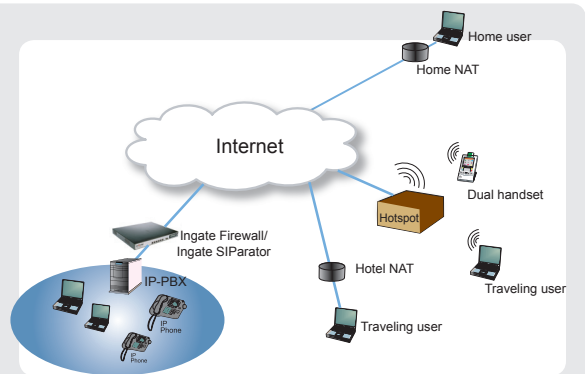 Home user
Home NAT
Internet
Dual handset
Hotspot
Ingate Firewall/
Ingate SIParator
Hotel NAT
IP-PBX
Traveling user
IP
Phone
Traveling user
IP
Phone